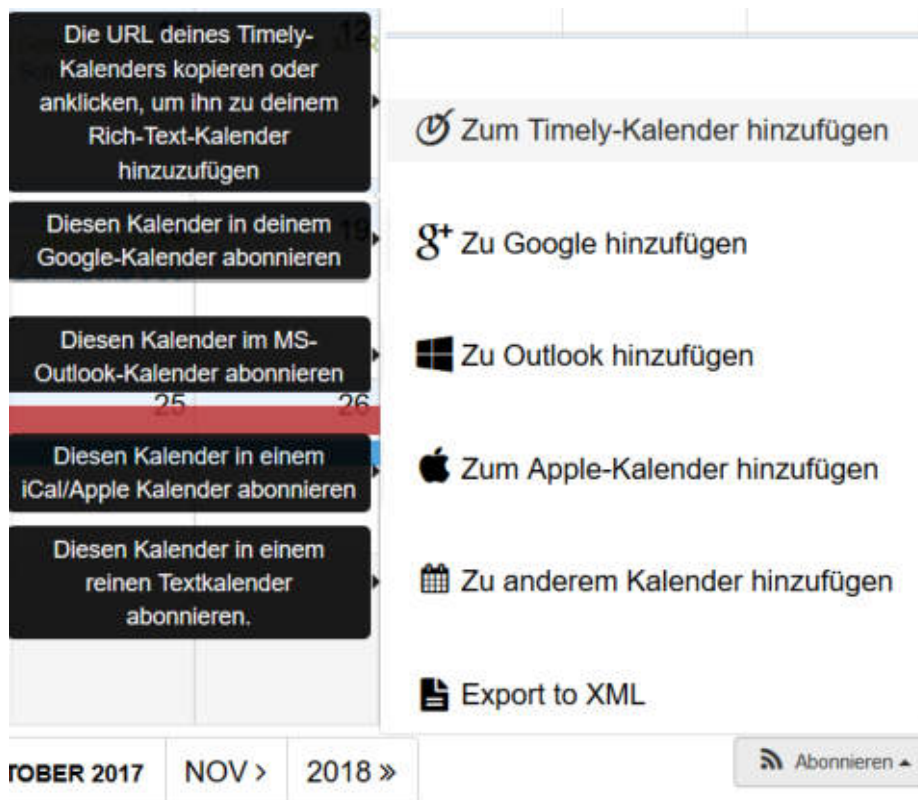 Die URL deines Timely-
Kalenders kopieren oder
anklicken, um ihn zu deinem
Rich-Text-Kalender
hinzuzufügen
Zum Timely-Kalender hinzufügen
Diesen Kalender in deinem
Google-Kalender abonnieren
Zu Google hinzufügen
Diesen Kalender im MS-
Outlook-Kalender abonnieren
Zu Outlook hinzufügen
25 26
Diesen Kalender in einem
iCal/Apple Kalender abonnieren
Zum Apple-Kalender hinzufügen
Diesen Kalender in einem
reinen Textkalender
abonnieren.
Zu anderem Kalender hinzufügen
Export to XML
TOBER 2017 NOV › 2018 »
Abonnieren